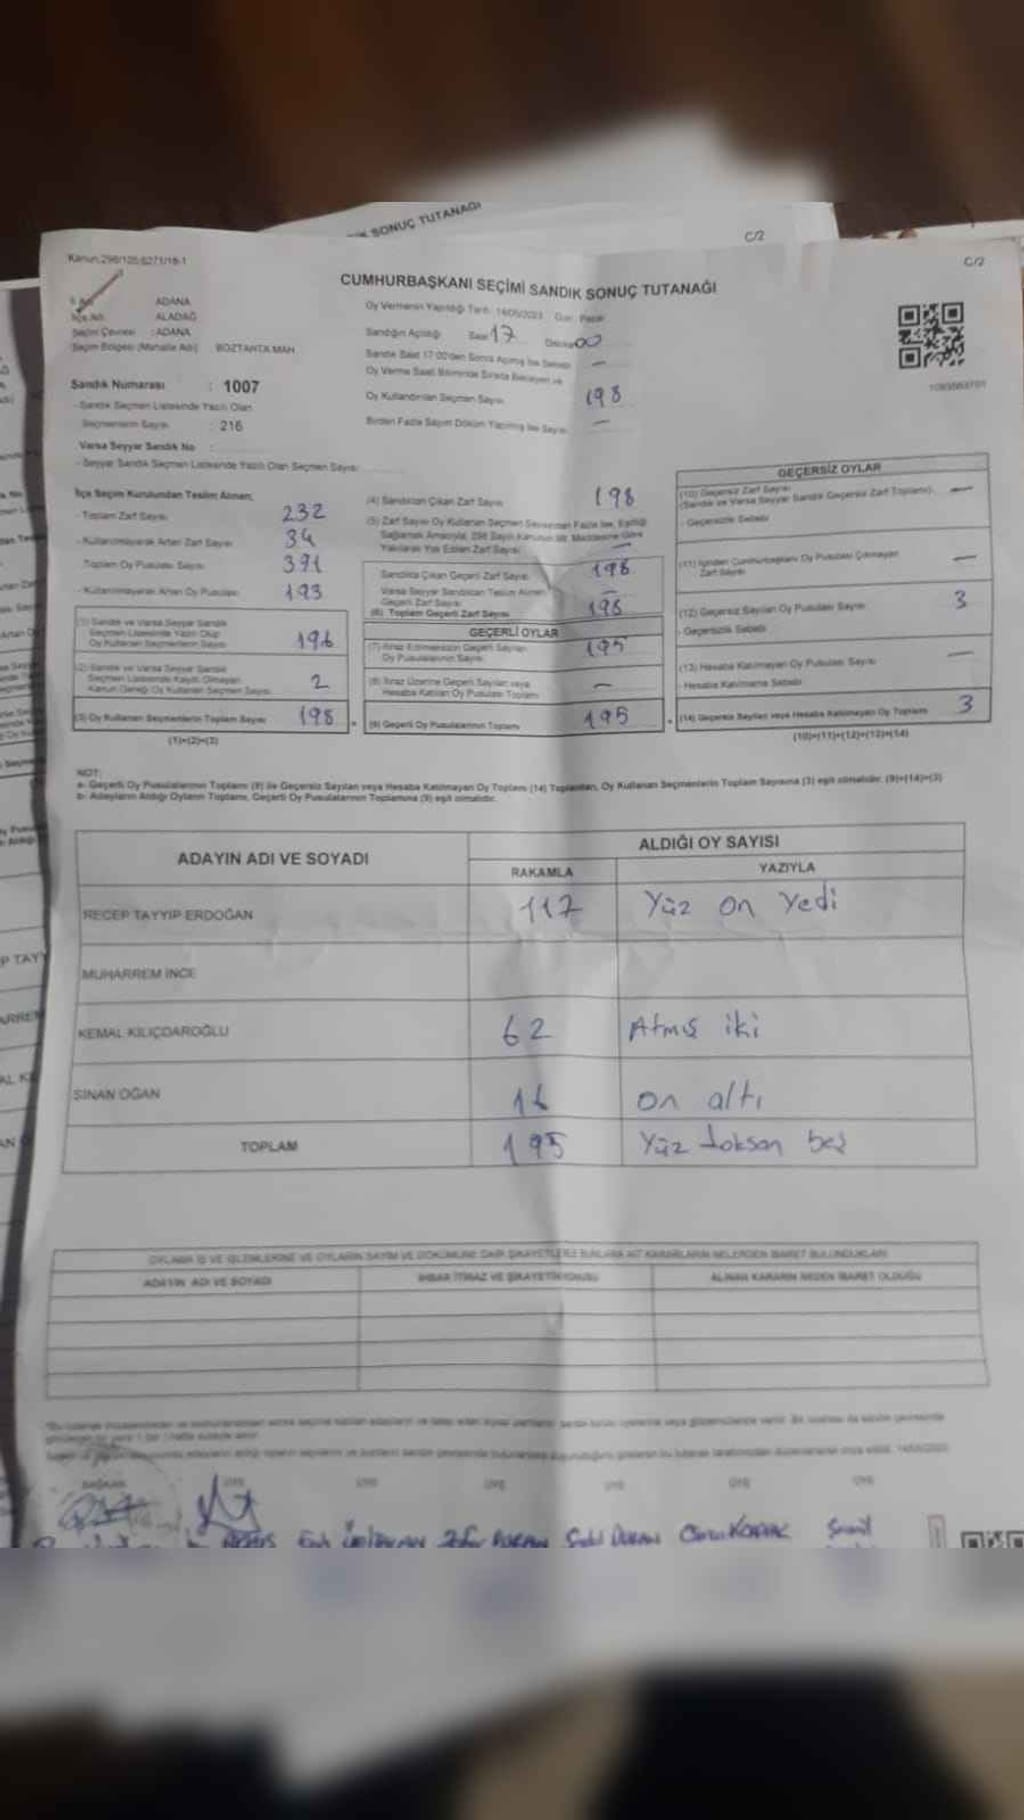 SONUÇ TUTANAĞI
C/2
Kanun:298/105;6271/18-1
C/2
CUMHURBAŞKANI SEÇİMİ SANDIK SONUÇ TUTANAĞI
İl Adı ADANA
İlçe Adı ALADAĞ
Seçim Çevresi : ADANA
Seçim Bölgesi (Mahalle Adı) BOZTAHTA MAH
Sandık Numarası : 1007
- Sandık Seçmen Listesinde Yazılı Olan
Seçmenlerin Sayısı : 216
Varsa Seyyar Sandık No :
- Seyyar Sandık Seçmen Listesinde Yazılı Olan Seçmen Sayısı
Oy Vermenin Yapıldığı Tarih: 14/05/2023 Gün: Pazar
Sandığın Açıldığı Saat 17 Dakika 00
Sandık Saat 17:00'den Sonra Açılmış İse Sebebi —
Oy Verme Saati Bitiminde Sırada Bekleyen ve
Oy Kullandırılan Seçmen Sayısı 198
Birden Fazla Sayım Döküm Yapılmış İse Sayısı —
İlçe Seçim Kurulundan Teslim Alınan;
- Toplam Zarf Sayısı 232
- Kullanılmayarak Artan Zarf Sayısı 34
Toplam Oy Pusulası Sayısı 391
- Kullanılmayarak Artan Oy Pusulası 193
(1) Sandık ve Varsa Seyyar Sandık
Seçmen Listesinde Yazılı Olup
Oy Kullanan Seçmenlerin Sayısı 196
(2) Sandık ve Varsa Seyyar Sandık
Seçmen Listesinde Kayıtlı Olmayan
Kanun Gereği Oy Kullanan Seçmen Sayısı 2
(3) Oy Kullanan Seçmenlerin Toplam Sayısı 198
(1)+(2)=(3)
(4) Sandıktan Çıkan Zarf Sayısı 198
(5) Zarf Sayısı Oy Kullanan Seçmen Sayısından Fazla İse, Eşitliği
Sağlamak Amacıyla, 298 Sayılı Kanunun 98. Maddesine Göre
Yakılarak Yok Edilen Zarf Sayısı —
Sandıkta Çıkan Geçerli Zarf Sayısı 198
Varsa Seyyar Sandıktan Teslim Alınan
Geçerli Zarf Sayısı —
(6) Toplam Geçerli Zarf Sayısı 198
GEÇERLİ OYLAR
(7) İtiraz Edilmeksizin Geçerli Sayılan
Oy Pusulalarının Sayısı 195
(8) İtiraz Üzerine Geçerli Sayılan veya
Hesaba Katılan Oy Pusulası Toplamı —
(9) Geçerli Oy Pusulalarının Toplamı 195
GEÇERSİZ OYLAR
(10) Geçersiz Zarf Sayısı
(Sandık ve Varsa Seyyar Sandık Geçersiz Zarf Toplamı) —
- Geçersizlik Sebebi
(11) İçinden Cumhurbaşkanı Oy Pusulası Çıkmayan
Zarf Sayısı —
(12) Geçersiz Sayılan Oy Pusulası Sayısı 3
- Geçersizlik Sebebi
(13) Hesaba Katılmayan Oy Pusulası Sayısı —
- Hesaba Katılmama Sebebi
(14) Geçersiz Sayılan veya Hesaba Katılmayan Oy Toplamı 3
(10)+(11)+(12)+(13)=(14)
NOT:
a- Geçerli Oy Pusulalarının Toplamı (9) ile Geçersiz Sayılan veya Hesaba Katılmayan Oy Toplamı (14) Toplamları, Oy Kullanan Seçmenlerin Toplam Sayısına (3) eşit olmalıdır. (9)+(14)=(3)
b- Adayların Aldığı Oyların Toplamı, Geçerli Oy Pusulalarının Toplamına (9) eşit olmalıdır.
ADAYIN ADI VE SOYADI
ALDIĞI OY SAYISI
RAKAMLA
YAZIYLA
RECEP TAYYİP ERDOĞAN 117 Yüz on yedi
MUHARREM İNCE
KEMAL KILIÇDAROĞLU 62 Atmış iki
SİNAN OĞAN 16 on altı
TOPLAM 195 Yüz doksan beş
OYLAMA İŞ VE İŞLEMLERİNE VE OYLARIN SAYIM VE DÖKÜMÜNE DAİR ŞİKAYETLERLE BUNLARA AİT KARARLARIN NELERDEN İBARET BULUNDUKLARI
ADAYIN ADI VE SOYADI
İHBAR İTİRAZ VE ŞİKAYETİN KONUSU
ALINAN KARARIN NEDEN İBARET OLDUĞU
BAŞKAN ÜYE ÜYE ÜYE ÜYE ÜYE ÜYE